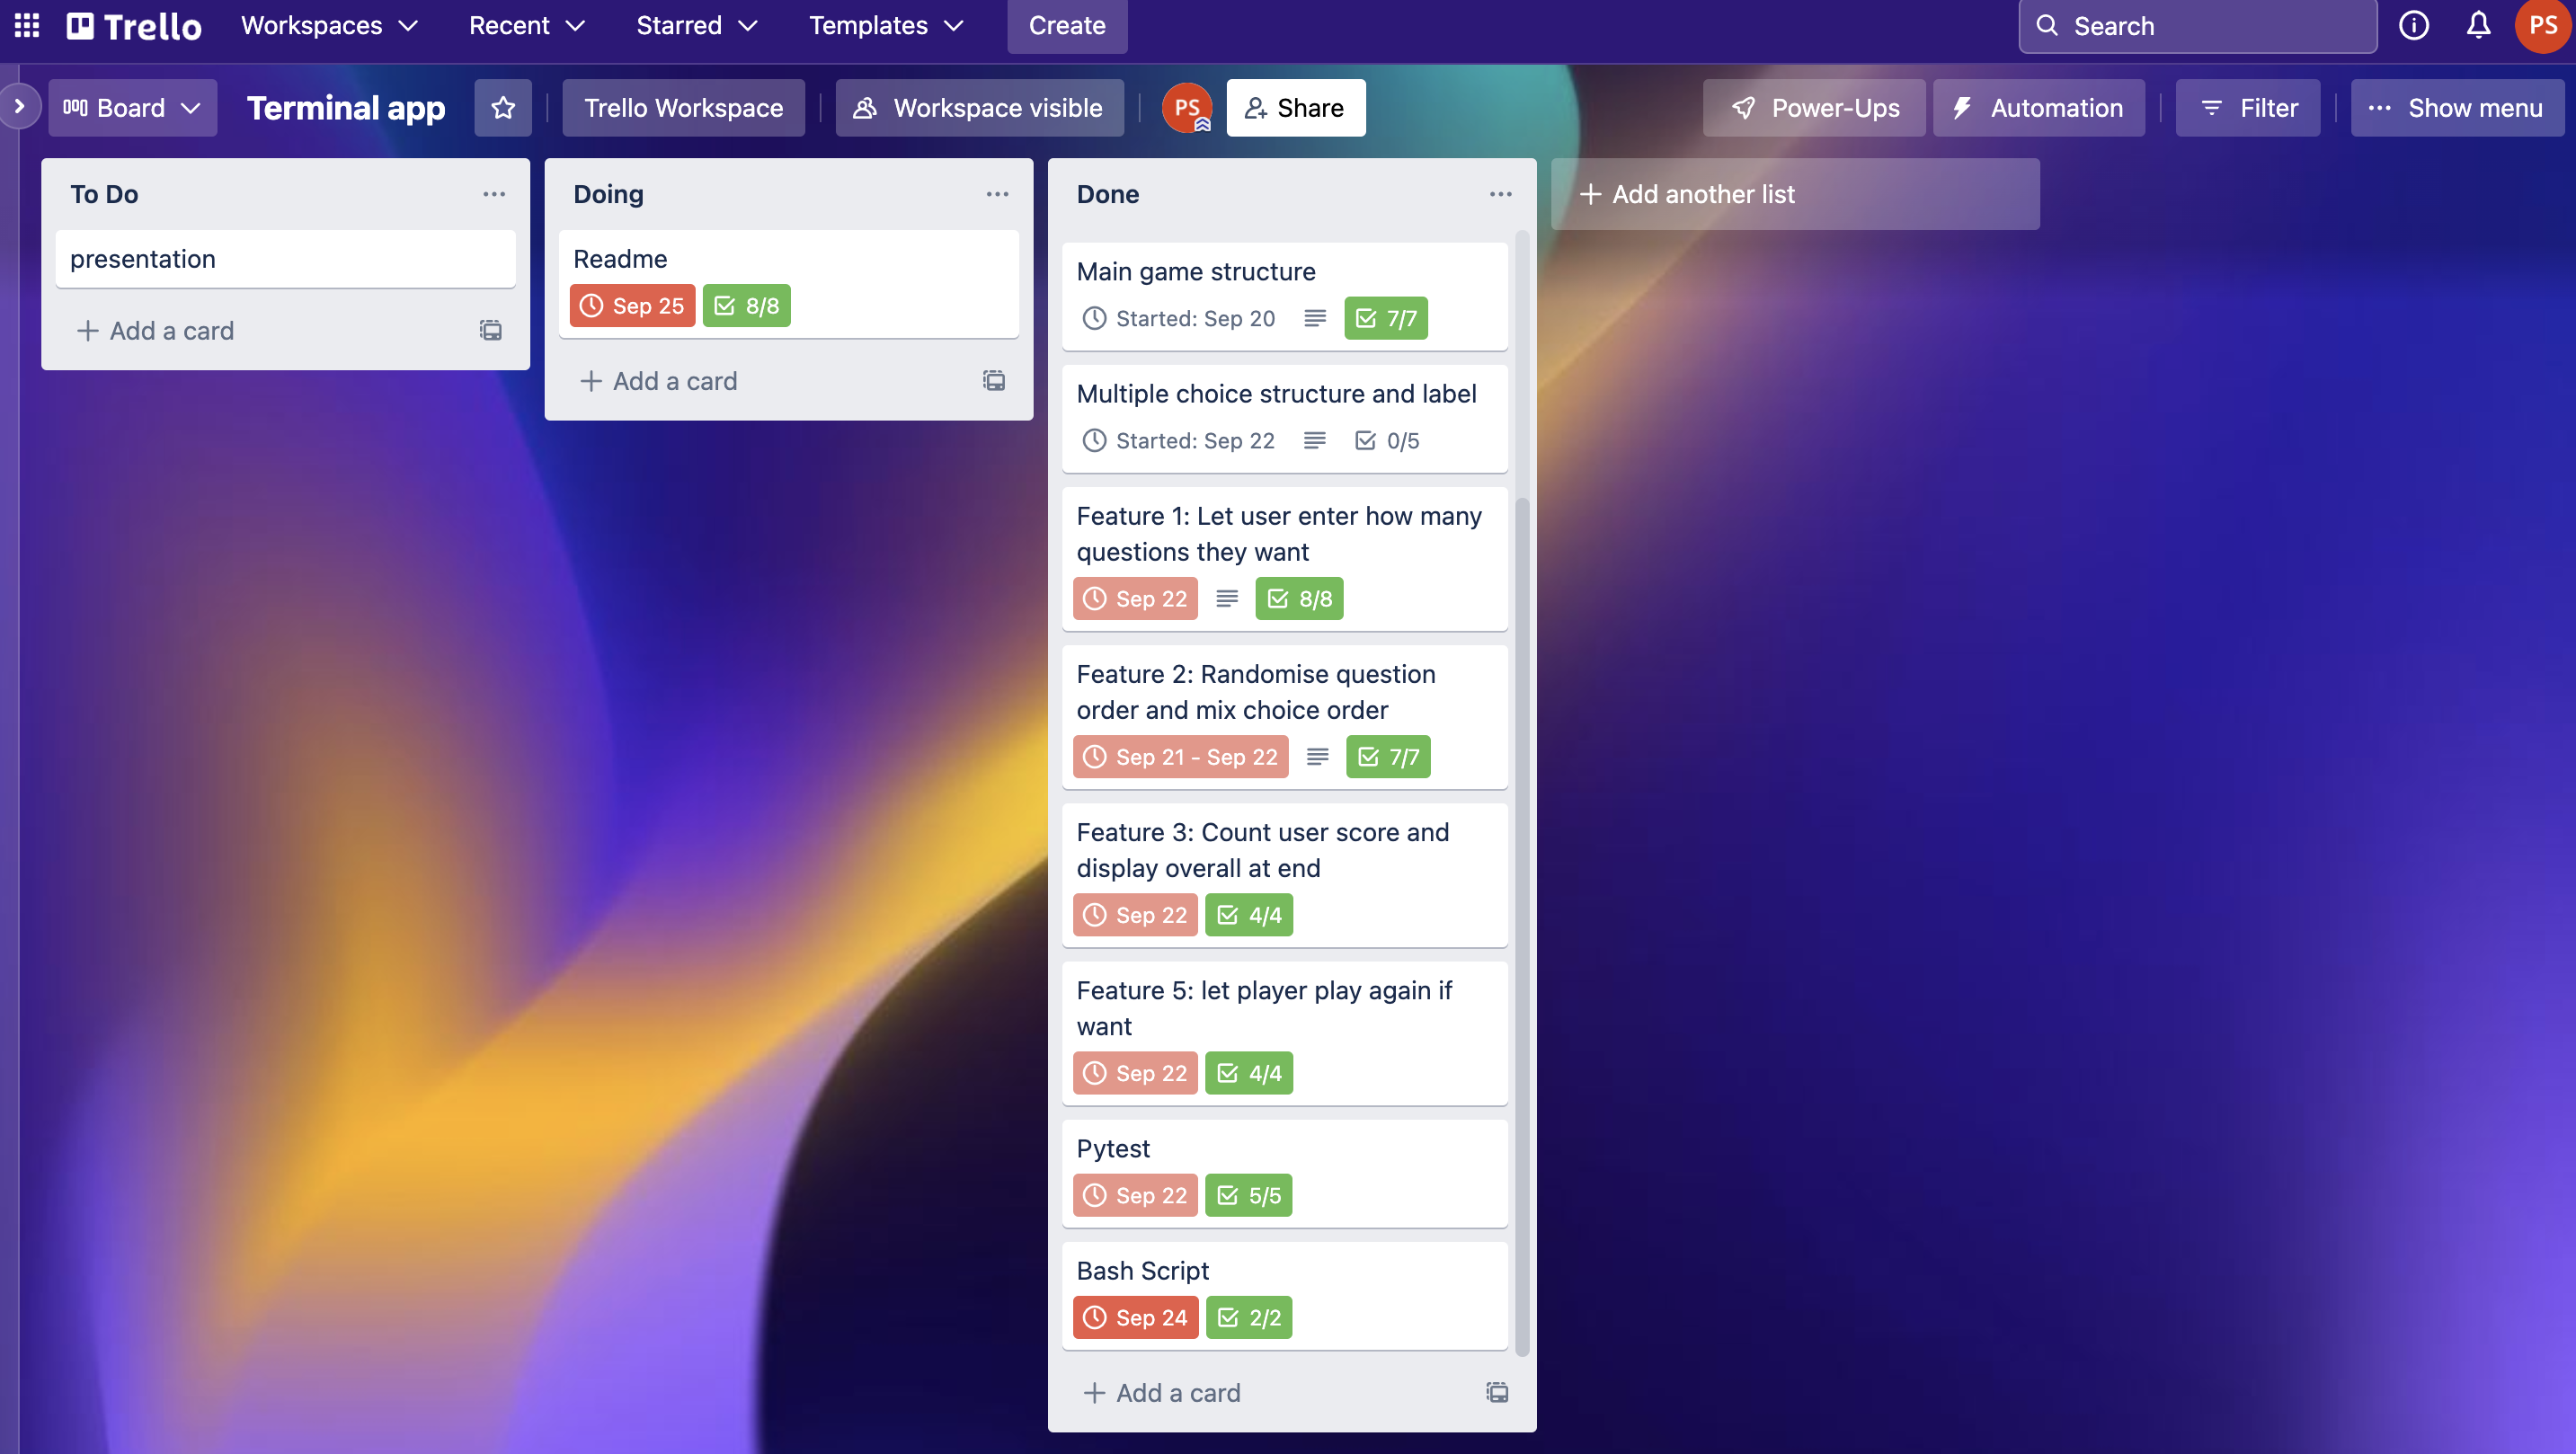 Trello Workspaces Recent Starred Templates Create Search PS
Board Terminal app Trello Workspace Workspace visible PS Share Power-Ups Automation Filter Show menu
To Do
presentation
Add a card
Doing
Readme
Sep 25 8/8
Add a card
Done
Main game structure
Started: Sep 20 7/7
Multiple choice structure and label
Started: Sep 22 0/5
Feature 1: Let user enter how many
questions they want
Sep 22 8/8
Feature 2: Randomise question
order and mix choice order
Sep 21 - Sep 22 7/7
Feature 3: Count user score and
display overall at end
Sep 22 4/4
Feature 5: let player play again if
want
Sep 22 4/4
Pytest
Sep 22 5/5
Bash Script
Sep 24 2/2
Add a card
Add another list